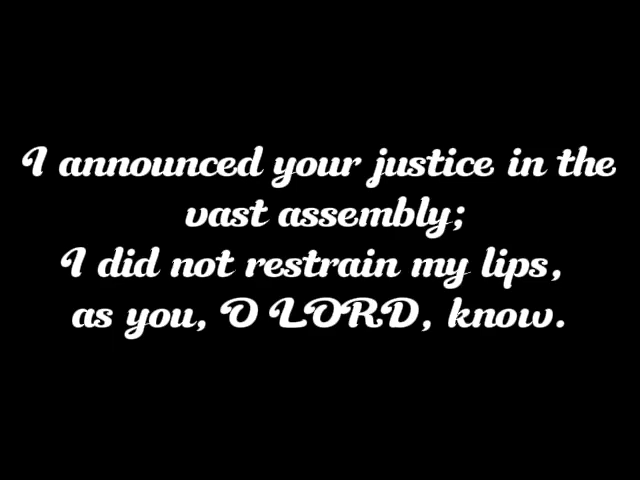 I announced your justice in the
vast assembly;
I did not restrain my lips,
as you, O LORD, know.